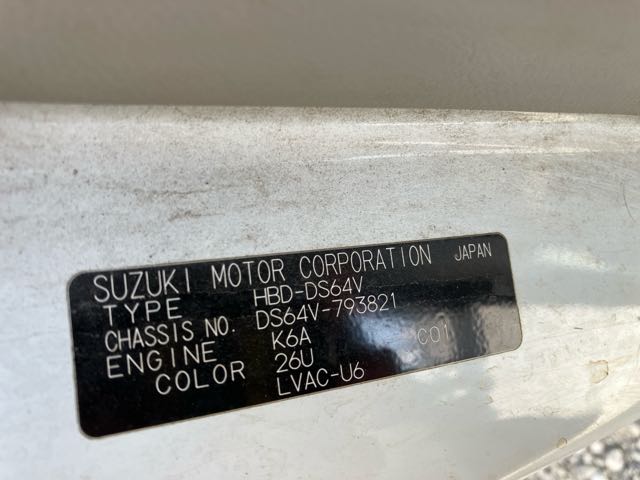 SUZUKI MOTOR CORPORATION JAPAN
TYPE HBD-DS64V
CHASSIS NO. DS64V-793821
ENGINE K6A C01
COLOR 26U
LVAC-U6